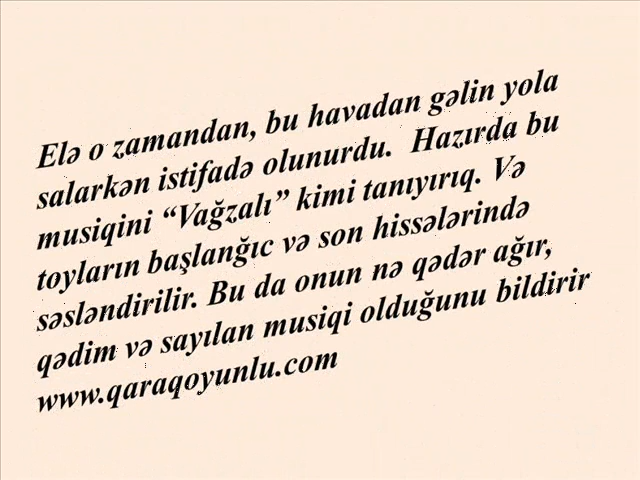 Elə o zamandan, bu havadan gəlin yola
salarkən istifadə olunurdu.  Hazırda bu
musiqini “Vağzalı” kimi tanıyırıq. Və
toyların başlanğıc və son hissələrində
səsləndirilir. Bu da onun nə qədər ağır,
qədim və sayılan musiqi olduğunu bildirir
www.qaraqoyunlu.com